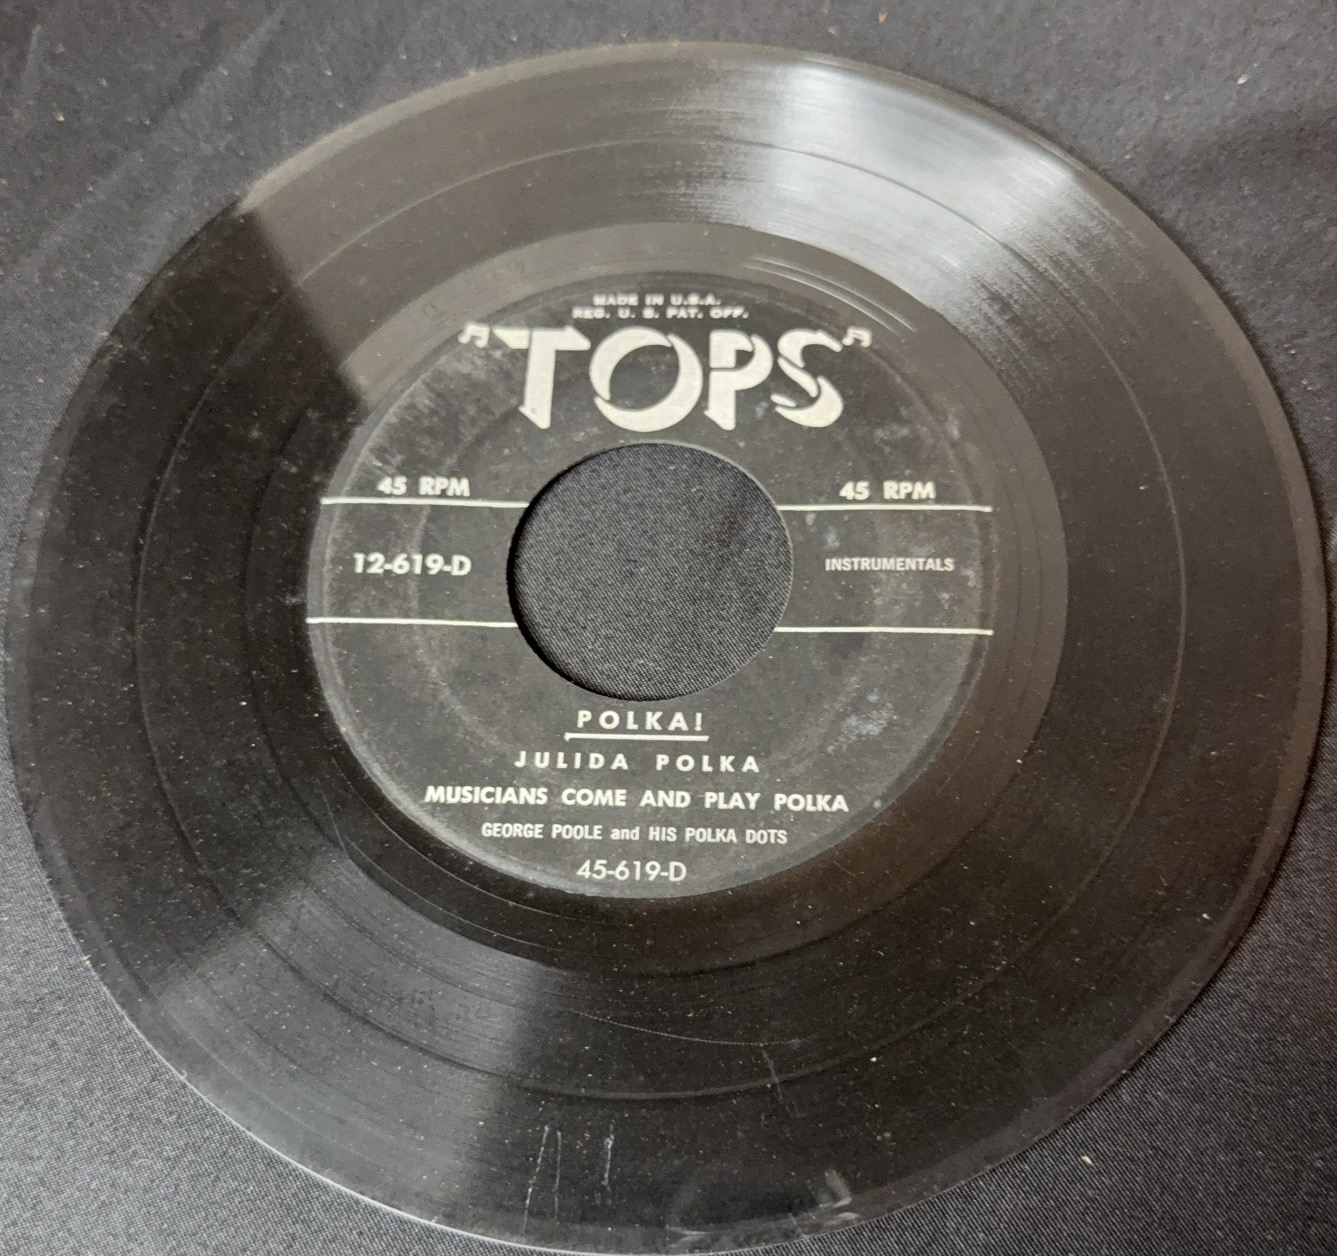 MADE IN U.S.A.
REG. U. S. PAT. OFF.
"TOPS"
45 RPM 45 RPM
12-619-D INSTRUMENTALS
POLKA!
JULIDA POLKA
MUSICIANS COME AND PLAY POLKA
GEORGE POOLE and HIS POLKA DOTS
45-619-D